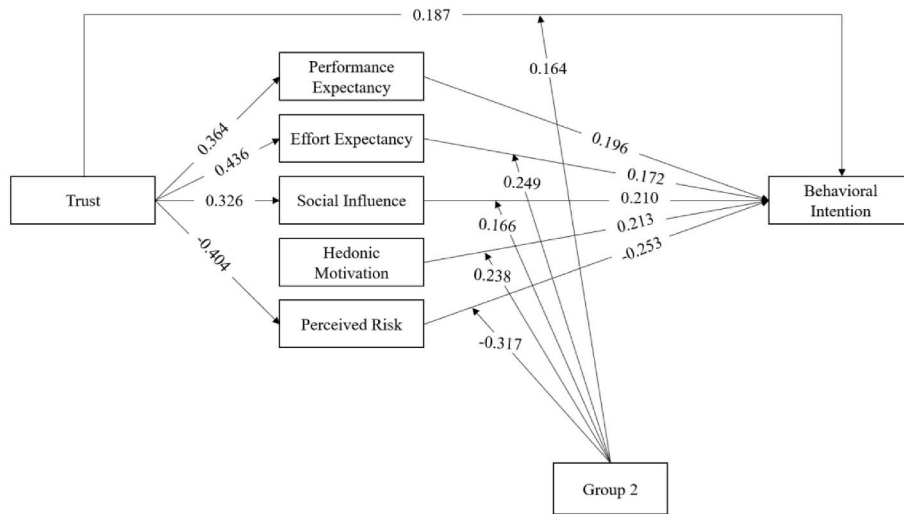 0.187
0.164
Performance
Expectancy
0.364
0.196
Effort Expectancy
0.436
0.249
0.172
Trust
0.326
Social Influence
0.166
0.210
Behavioral
Intention
Hedonic
Motivation
0.213
-0.404
0.238
-0.253
Perceived Risk
-0.317
Group 2